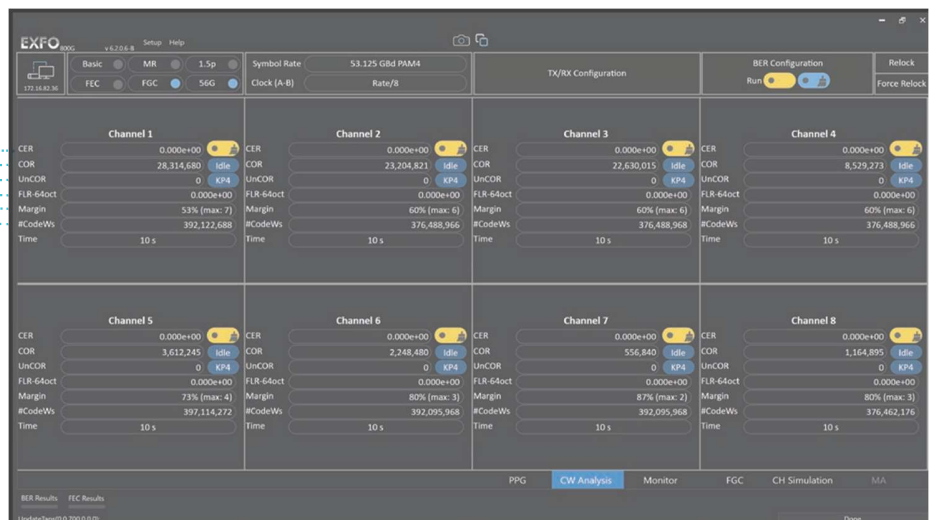 EXFO 800G v 6.2.0.6-B Setup Help
Basic MR 1.5p Symbol Rate 53.125 GBd PAM4 TX/RX Configuration BER Configuration Relock
172.16.82.36 FEC FGC 56G Clock (A-B) Rate/8 Run Force Relock
Channel 1 Channel 2 Channel 3 Channel 4
CER 0.000e+00 CER 0.000e+00 CER 0.000e+00 CER 0.000e+00
COR 28,314,680 Idle COR 23,204,821 Idle COR 22,630,015 Idle COR 8,529,273 Idle
UnCOR 0 KP4 UnCOR 0 KP4 UnCOR 0 KP4 UnCOR 0 KP4
FLR-64oct 0.000e+00 FLR-64oct 0.000e+00 FLR-64oct 0.000e+00 FLR-64oct 0.000e+00
Margin 53% (max: 7) Margin 60% (max: 6) Margin 60% (max: 6) Margin 60% (max: 6)
#CodeWs 392,122,688 #CodeWs 376,488,966 #CodeWs 376,488,968 #CodeWs 376,488,966
Time 10 s Time 10 s Time 10 s Time 10 s
Channel 5 Channel 6 Channel 7 Channel 8
CER 0.000e+00 CER 0.000e+00 CER 0.000e+00 CER 0.000e+00
COR 3,612,245 Idle COR 2,248,480 Idle COR 556,840 Idle COR 1,164,895 Idle
UnCOR 0 KP4 UnCOR 0 KP4 UnCOR 0 KP4 UnCOR 0 KP4
FLR-64oct 0.000e+00 FLR-64oct 0.000e+00 FLR-64oct 0.000e+00 FLR-64oct 0.000e+00
Margin 73% (max: 4) Margin 80% (max: 3) Margin 87% (max: 2) Margin 80% (max: 3)
#CodeWs 397,114,272 #CodeWs 392,095,968 #CodeWs 392,095,968 #CodeWs 376,462,176
Time 10 s Time 10 s Time 10 s Time 10 s
PPG CW Analysis Monitor FGC CH Simulation MA
BER Results FEC Results
Done